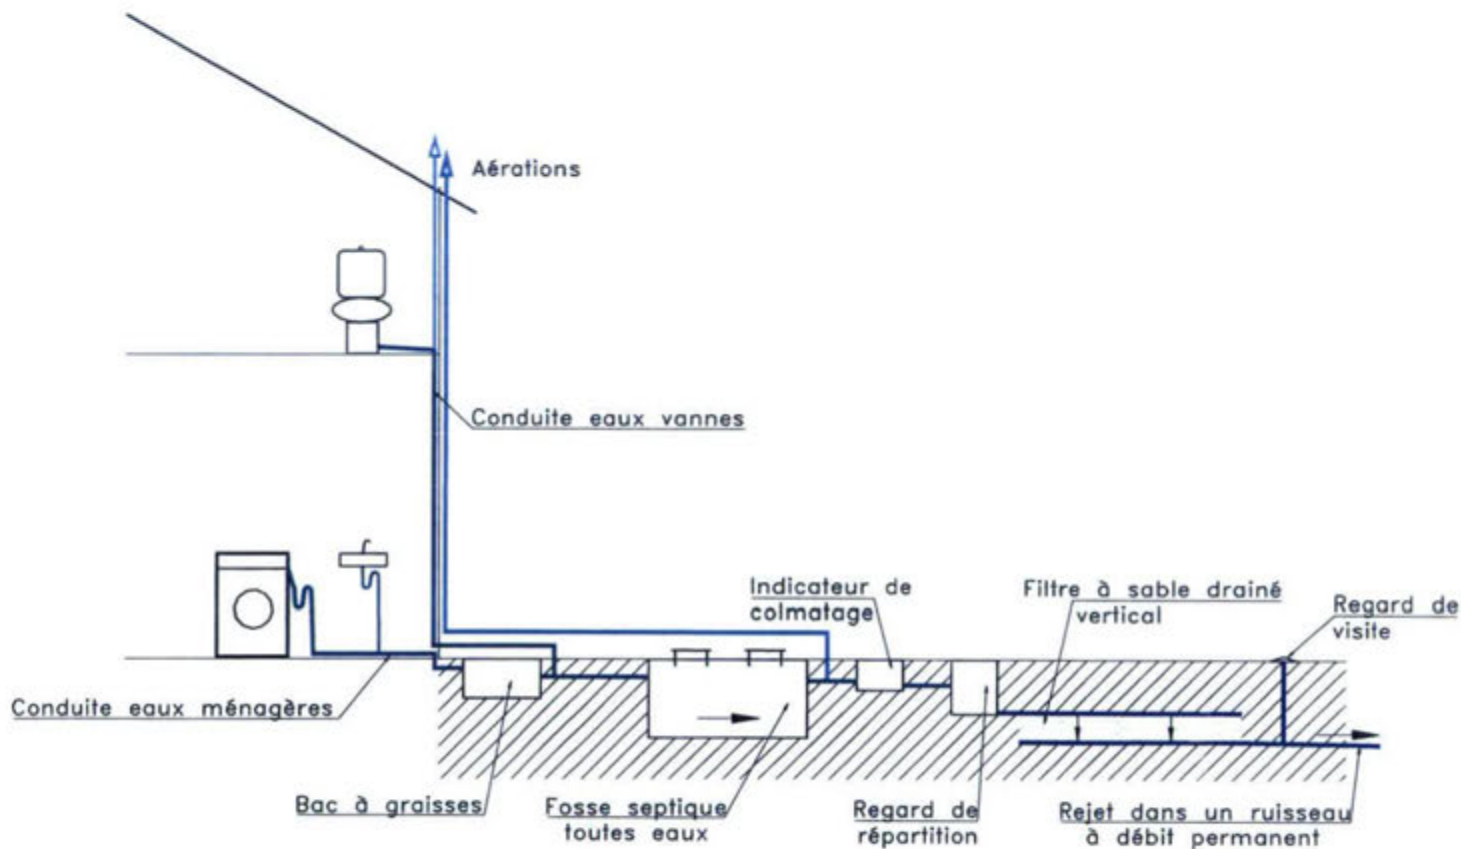 Aérations
Conduite eaux vannes
Indicateur de
colmatage
Filtre à sable drainé
vertical
Regard de
visite
Conduite eaux ménagères
Bac à graisses
Fosse septique
toutes eaux
Regard de
répartition
Rejet dans un ruisseau
à débit permanent